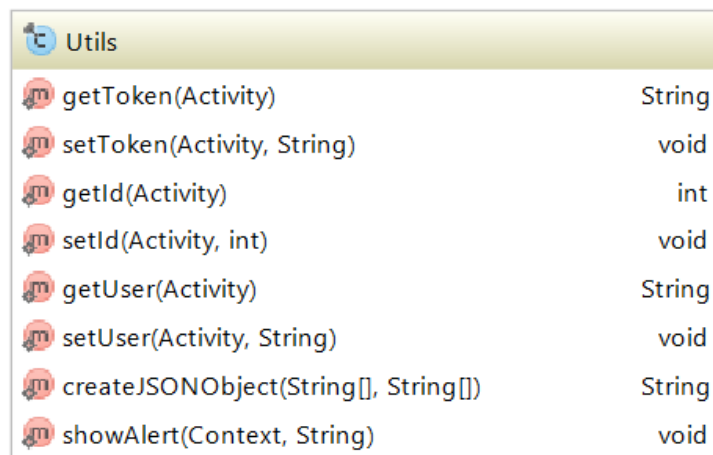 Utils
getToken(Activity) String
setToken(Activity, String) void
getId(Activity) int
setId(Activity, int) void
getUser(Activity) String
setUser(Activity, String) void
createJSONObject(String[], String[]) String
showAlert(Context, String) void